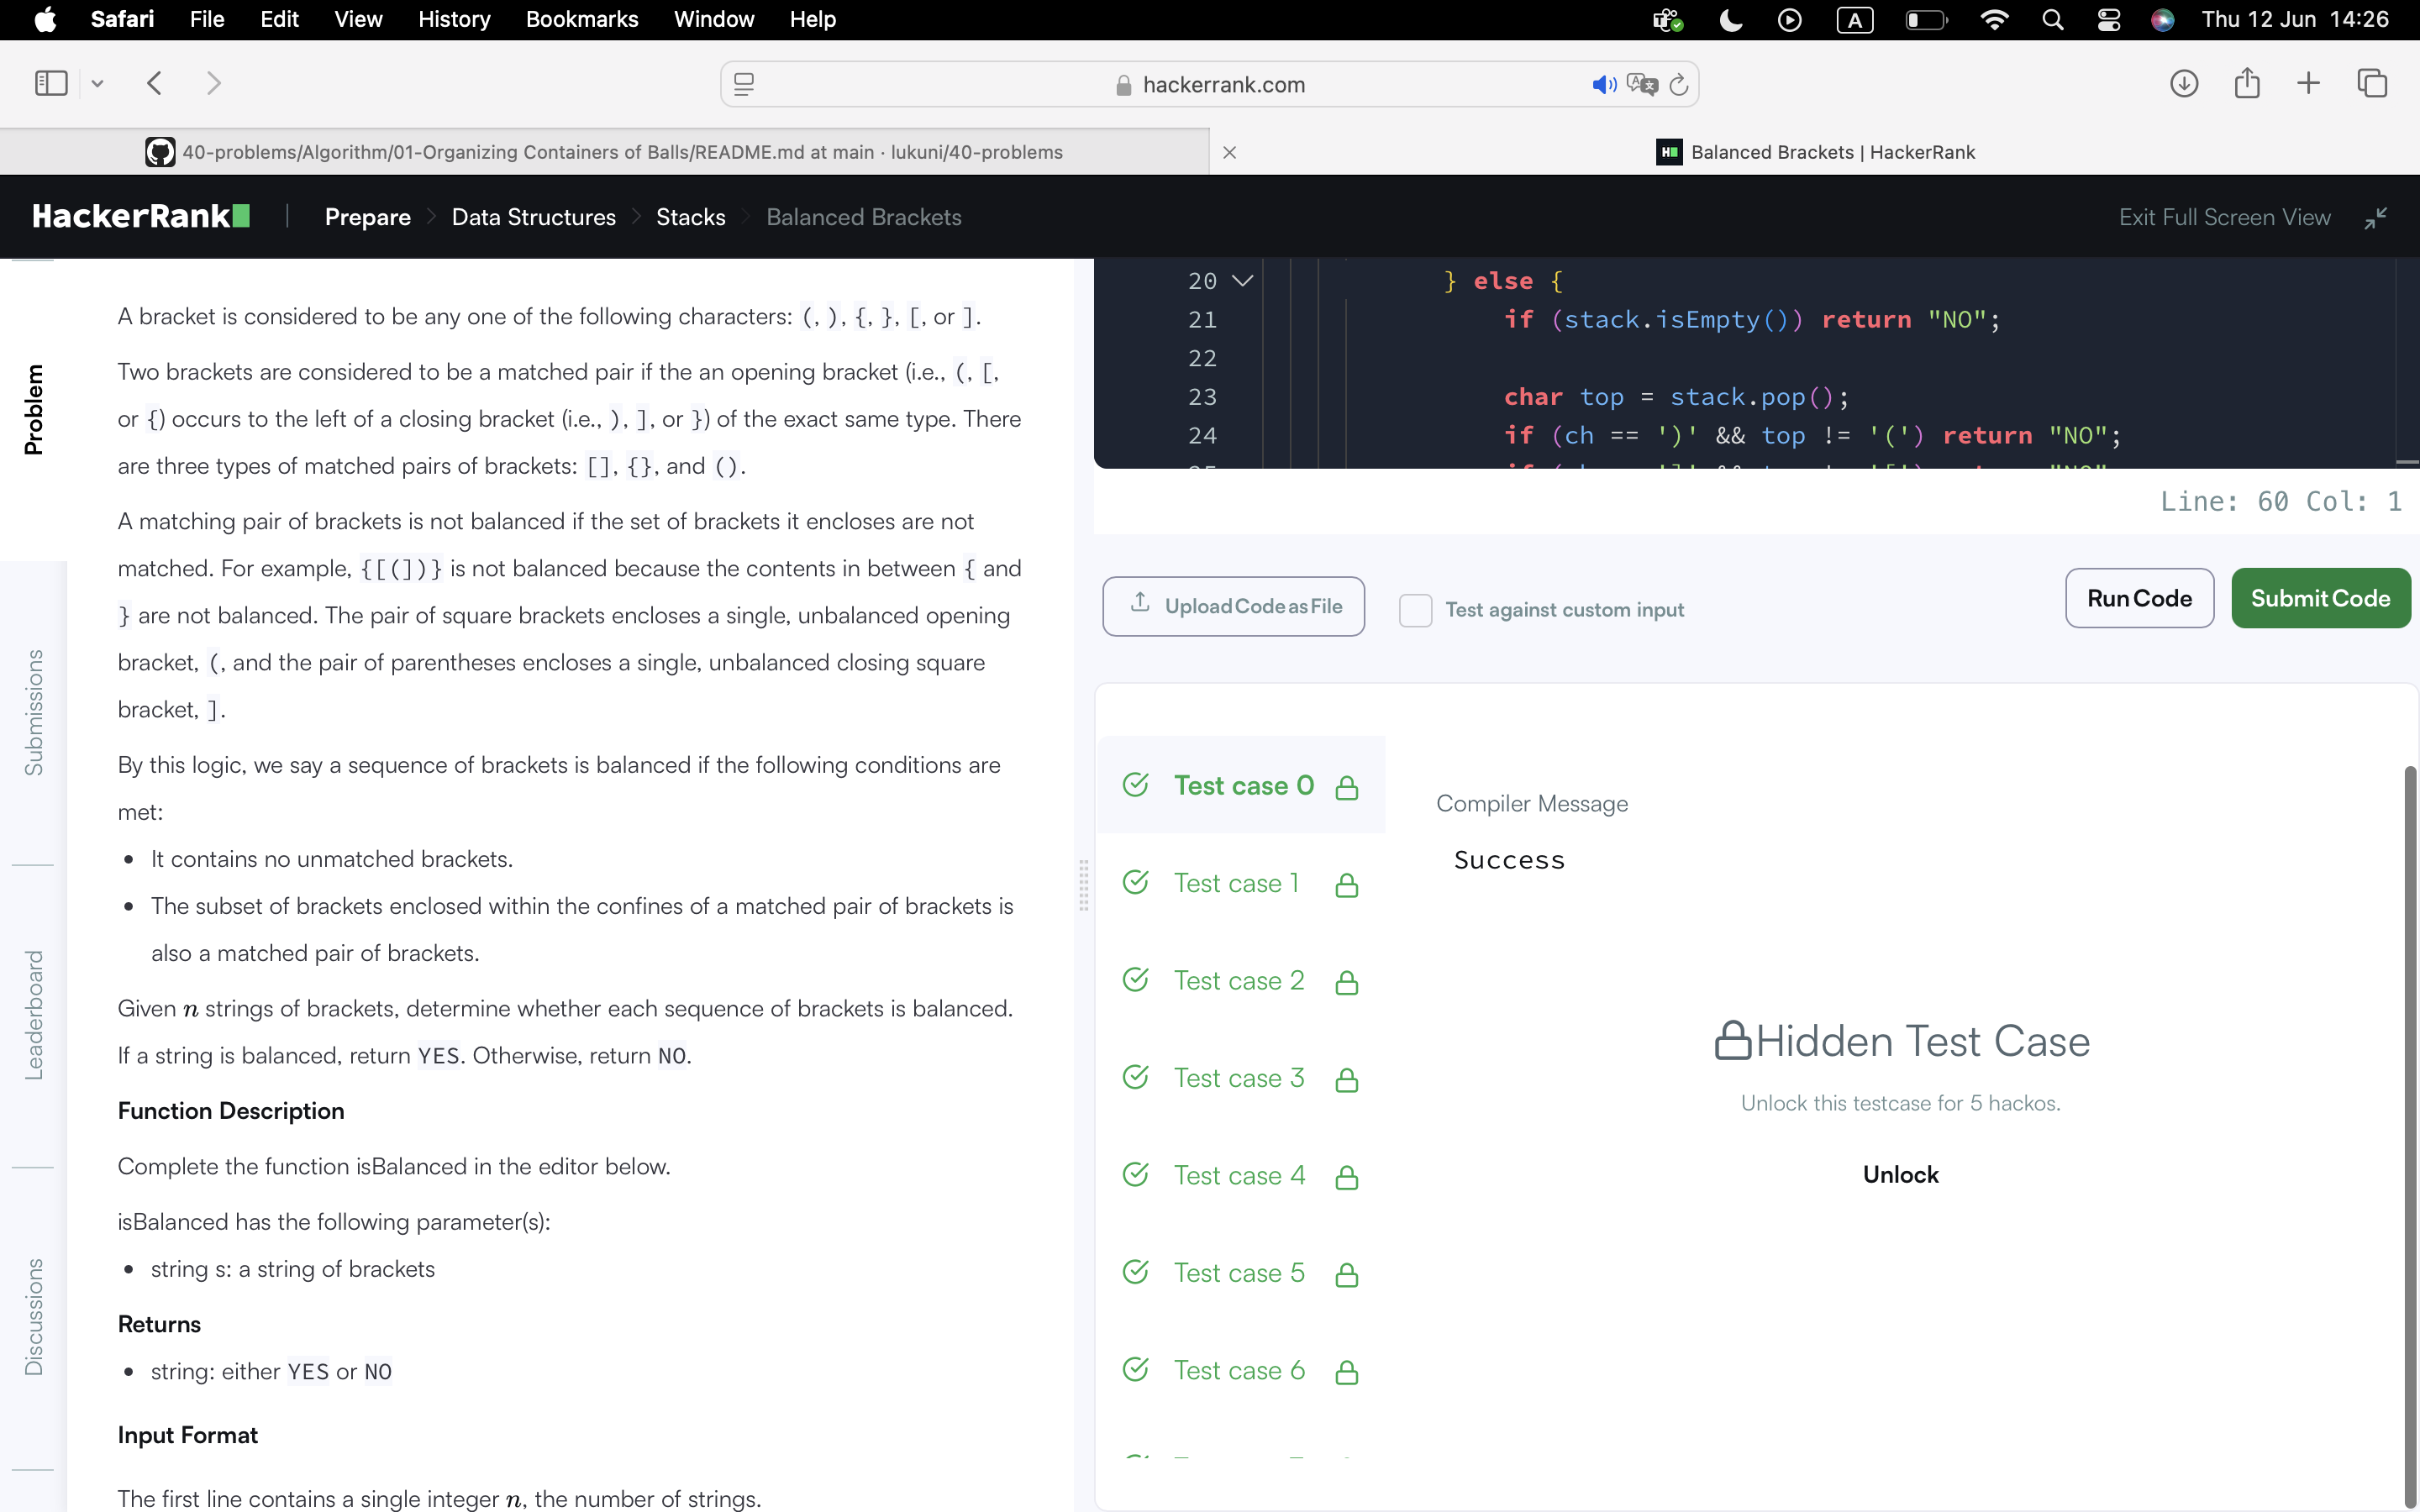 Safari File Edit View History Bookmarks Window Help
A
Thu 12 Jun 14:26
hackerrank.com
40-problems/Algorithm/01-Organizing Containers of Balls/README.md at main · lukuni/40-problems
Balanced Brackets | HackerRank
HackerRank
Prepare
Data Structures
Stacks
Balanced Brackets
Exit Full Screen View
Problem
Submissions
Leaderboard
Discussions
A bracket is considered to be any one of the following characters: (, ), {, }, [, or ].
Two brackets are considered to be a matched pair if the an opening bracket (i.e., (, [,
or {) occurs to the left of a closing bracket (i.e., ), ], or }) of the exact same type. There
are three types of matched pairs of brackets: [], {}, and ().
A matching pair of brackets is not balanced if the set of brackets it encloses are not
matched. For example, {[(])} is not balanced because the contents in between { and
} are not balanced. The pair of square brackets encloses a single, unbalanced opening
bracket, (, and the pair of parentheses encloses a single, unbalanced closing square
bracket, ].
By this logic, we say a sequence of brackets is balanced if the following conditions are
met:
• It contains no unmatched brackets.
• The subset of brackets enclosed within the confines of a matched pair of brackets is
also a matched pair of brackets.
Given n strings of brackets, determine whether each sequence of brackets is balanced.
If a string is balanced, return YES. Otherwise, return NO.
Function Description
Complete the function isBalanced in the editor below.
isBalanced has the following parameter(s):
• string s: a string of brackets
Returns
• string: either YES or NO
Input Format
The first line contains a single integer n, the number of strings.
20 } else {
21 if (stack.isEmpty()) return "NO";
22
23 char top = stack.pop();
24 if (ch == ')' && top != '(') return "NO";
Line: 60 Col: 1
Upload Code as File
Test against custom input
Run Code
Submit Code
Test case 0
Test case 1
Test case 2
Test case 3
Test case 4
Test case 5
Test case 6
Compiler Message
Success
Hidden Test Case
Unlock this testcase for 5 hackos.
Unlock